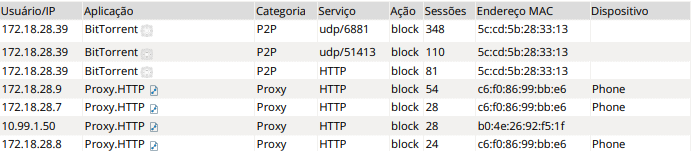 Usuário/IP Aplicação Categoria Serviço Ação Sessões Endereço MAC Dispositivo
172.18.28.39 BitTorrent P2P udp/6881 block 348 5c:cd:5b:28:33:13
172.18.28.39 BitTorrent P2P udp/51413 block 110 5c:cd:5b:28:33:13
172.18.28.39 BitTorrent P2P HTTP block 81 5c:cd:5b:28:33:13
172.18.28.9 Proxy.HTTP Proxy HTTP block 54 c6:f0:86:99:bb:e6 Phone
172.18.28.7 Proxy.HTTP Proxy HTTP block 28 c6:f0:86:99:bb:e6 Phone
10.99.1.50 Proxy.HTTP Proxy HTTP block 28 b0:4e:26:92:f5:1f
172.18.28.8 Proxy.HTTP Proxy HTTP block 24 c6:f0:86:99:bb:e6 Phone